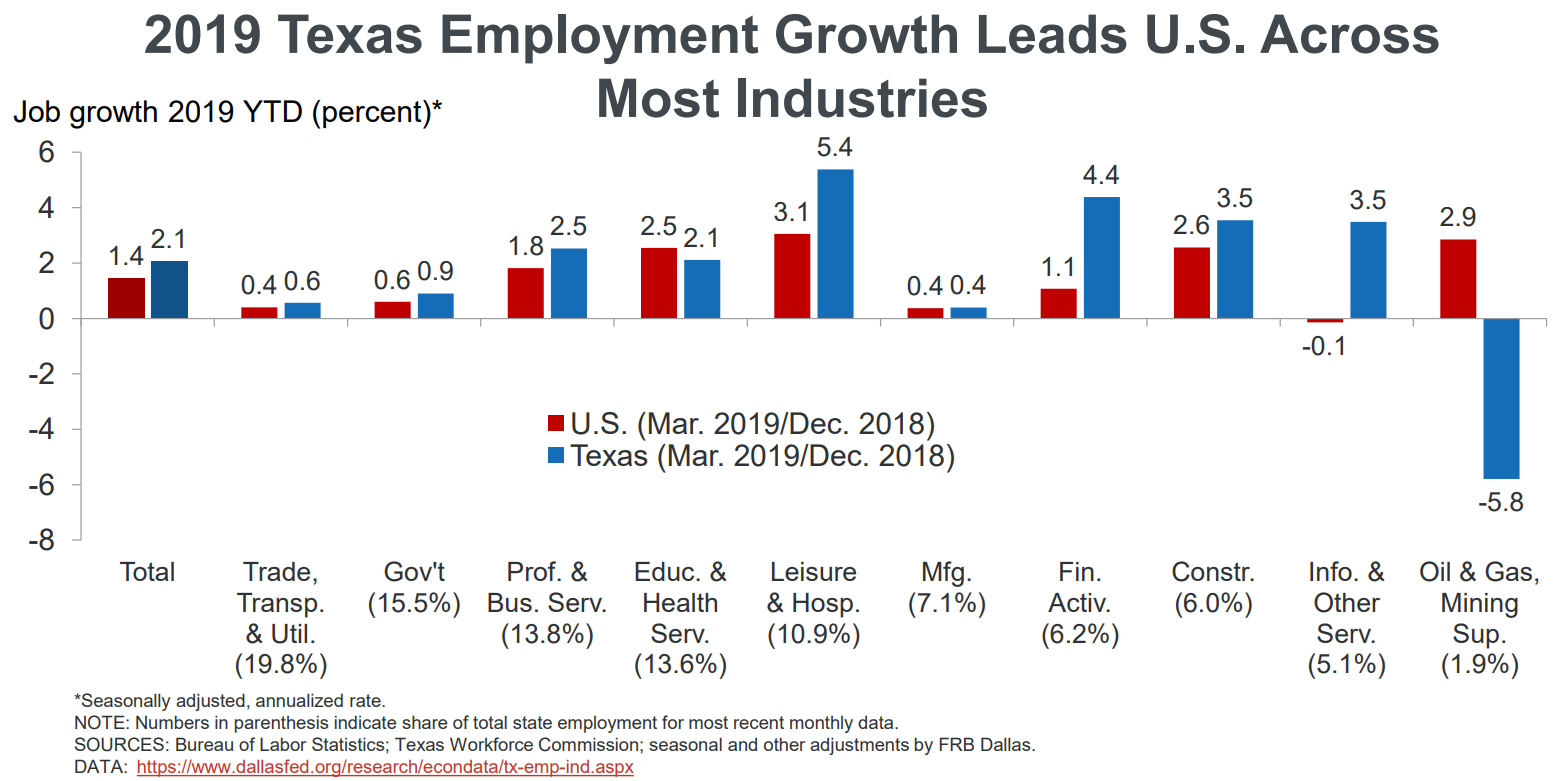 2019 Texas Employment Growth Leads U.S. Across
Most Industries
Job growth 2019 YTD (percent)*
6
4
2
0
-2
-4
-6
-8
1.4
2.1
0.4
0.6
0.6
0.9
1.8
2.5
2.5
2.1
3.1
5.4
0.4
0.4
1.1
4.4
2.6
3.5
-0.1
3.5
2.9
-5.8
U.S. (Mar. 2019/Dec. 2018)
Texas (Mar. 2019/Dec. 2018)
Total
Trade,
Transp.
& Util.
(19.8%)
Gov't
(15.5%)
Prof. &
Bus. Serv.
(13.8%)
Educ. &
Health
Serv.
(13.6%)
Leisure
& Hosp.
(10.9%)
Mfg.
(7.1%)
Fin.
Activ.
(6.2%)
Constr.
(6.0%)
Info. &
Other
Serv.
(5.1%)
Oil & Gas,
Mining
Sup.
(1.9%)
*Seasonally adjusted, annualized rate.
NOTE: Numbers in parenthesis indicate share of total state employment for most recent monthly data.
SOURCES: Bureau of Labor Statistics; Texas Workforce Commission; seasonal and other adjustments by FRB Dallas.
DATA: https://www.dallasfed.org/research/econdata/tx-emp-ind.aspx